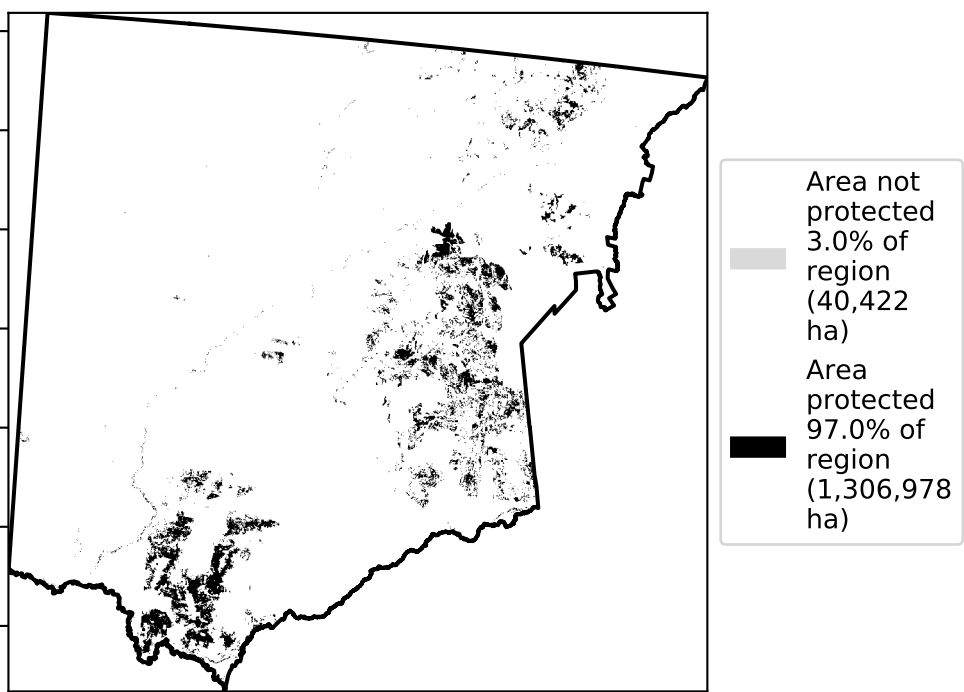 Area not
protected
3.0% of
region
(40,422
ha)
Area
protected
97.0% of
region
(1,306,978
ha)